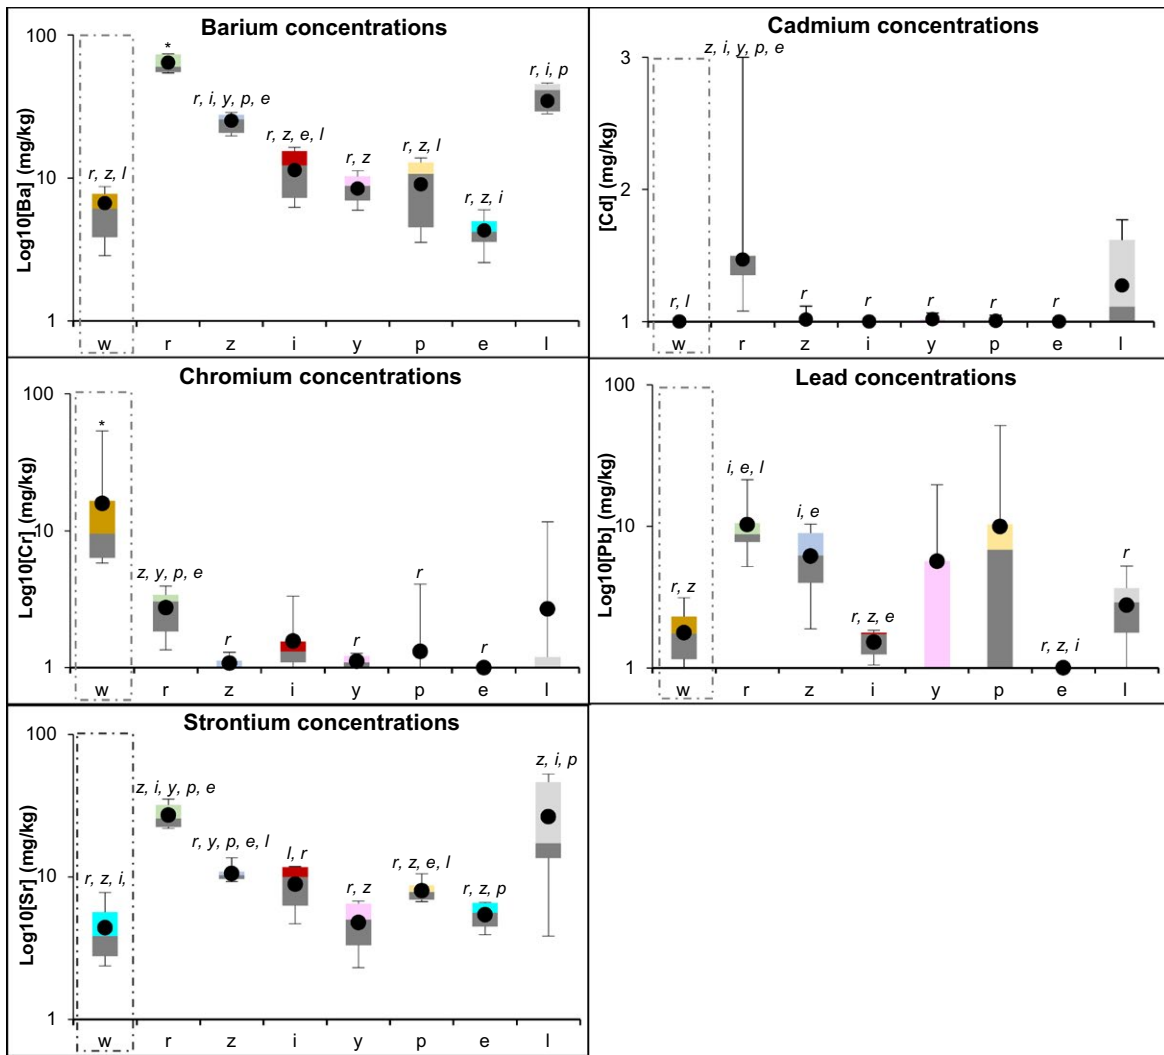 Barium concentrations
Log10[Ba] (mg/kg)
100
10
1
r, z, l
*
r, i, y, p, e
r, z, e, l
r, z
r, z, l
r, z, i
r, i, p
w r z i y p e l
Cadmium concentrations
[Cd] (mg/kg)
3
2
1
r, l
z, i, y, p, e
r
r
r
r
r
w r z i y p e l
Chromium concentrations
Log10[Cr] (mg/kg)
100
10
1
*
z, y, p, e
r
r
r
r
w r z i y p e l
Lead concentrations
Log10[Pb] (mg/kg)
100
10
1
r, z
i, e, l
i, e
r, z, e
r, z, i
r
w r z i y p e l
Strontium concentrations
Log10[Sr] (mg/kg)
100
10
1
r, z, i,
z, i, y, p, e
r, y, p, e, l
l, r
r, z
r, z, e, l
r, z, p
z, i, p
w r z i y p e l